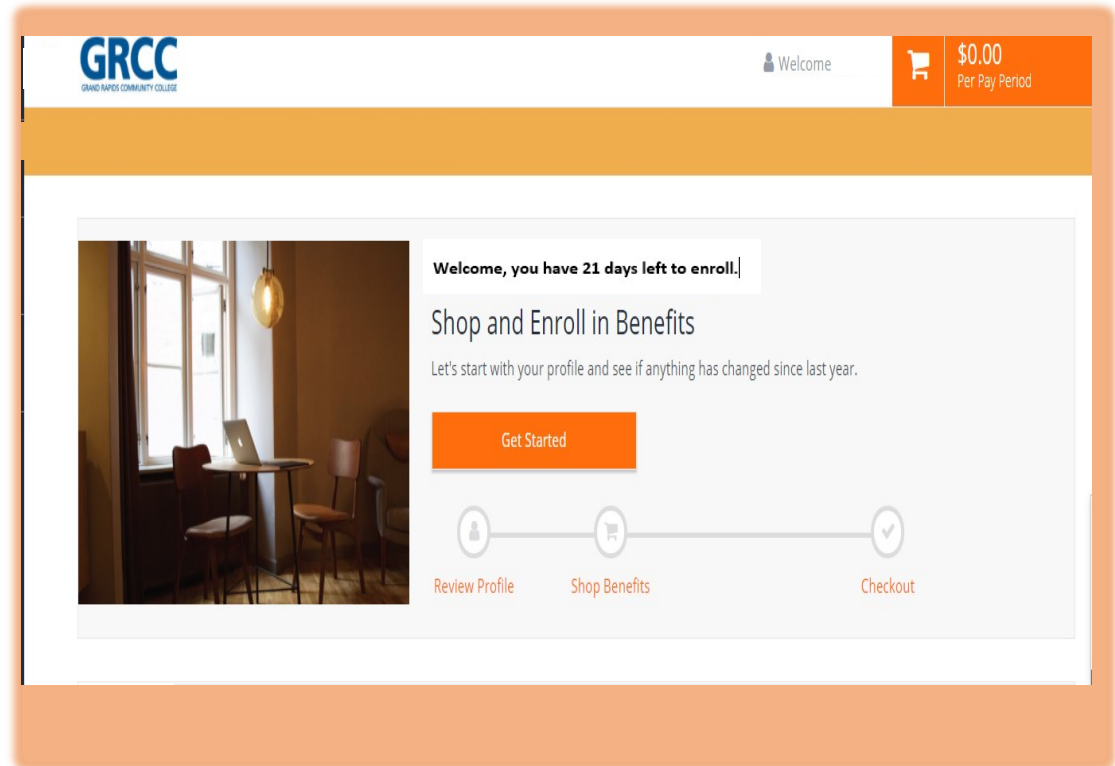 GRCC
GRAND RAPIDS COMMUNITY COLLEGE
Welcome
$0.00
Per Pay Period
Welcome, you have 21 days left to enroll.
Shop and Enroll in Benefits
Let's start with your profile and see if anything has changed since last year.
Get Started
Review Profile
Shop Benefits
Checkout